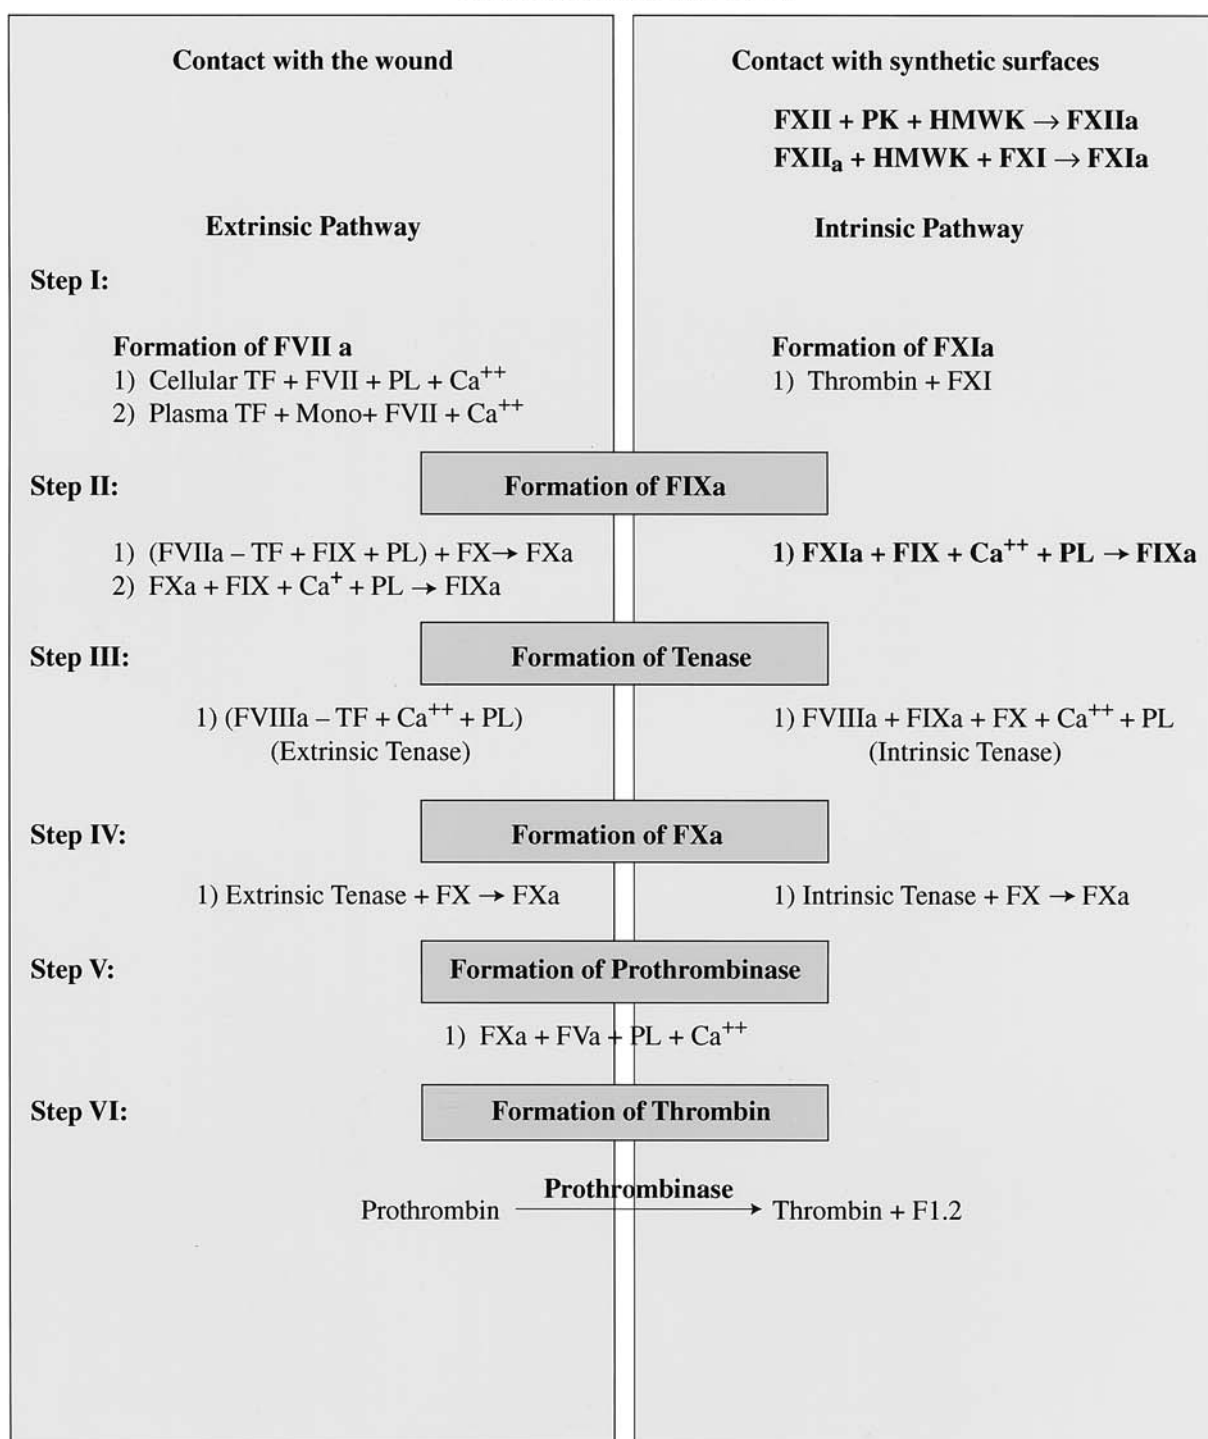 Contact with the wound
Contact with synthetic surfaces
FXII + PK + HMWK → FXIIa
FXIIa + HMWK + FXI → FXIa
Extrinsic Pathway
Intrinsic Pathway
Step I:
Formation of FVII a
1) Cellular TF + FVII + PL + Ca++
2) Plasma TF + Mono+ FVII + Ca++
Formation of FXIa
1) Thrombin + FXI
Step II:
Formation of FIXa
1) (FVIIa – TF + FIX + PL) + FX → FXa
2) FXa + FIX + Ca+ + PL → FIXa
1) FXIa + FIX + Ca++ + PL → FIXa
Step III:
Formation of Tenase
1) (FVIIIa – TF + Ca++ + PL)
(Extrinsic Tenase)
1) FVIIIa + FIXa + FX + Ca++ + PL
(Intrinsic Tenase)
Step IV:
Formation of FXa
1) Extrinsic Tenase + FX → FXa
1) Intrinsic Tenase + FX → FXa
Step V:
Formation of Prothrombinase
1) FXa + FVa + PL + Ca++
Step VI:
Formation of Thrombin
Prothrombinase
Prothrombin → Thrombin + F1.2